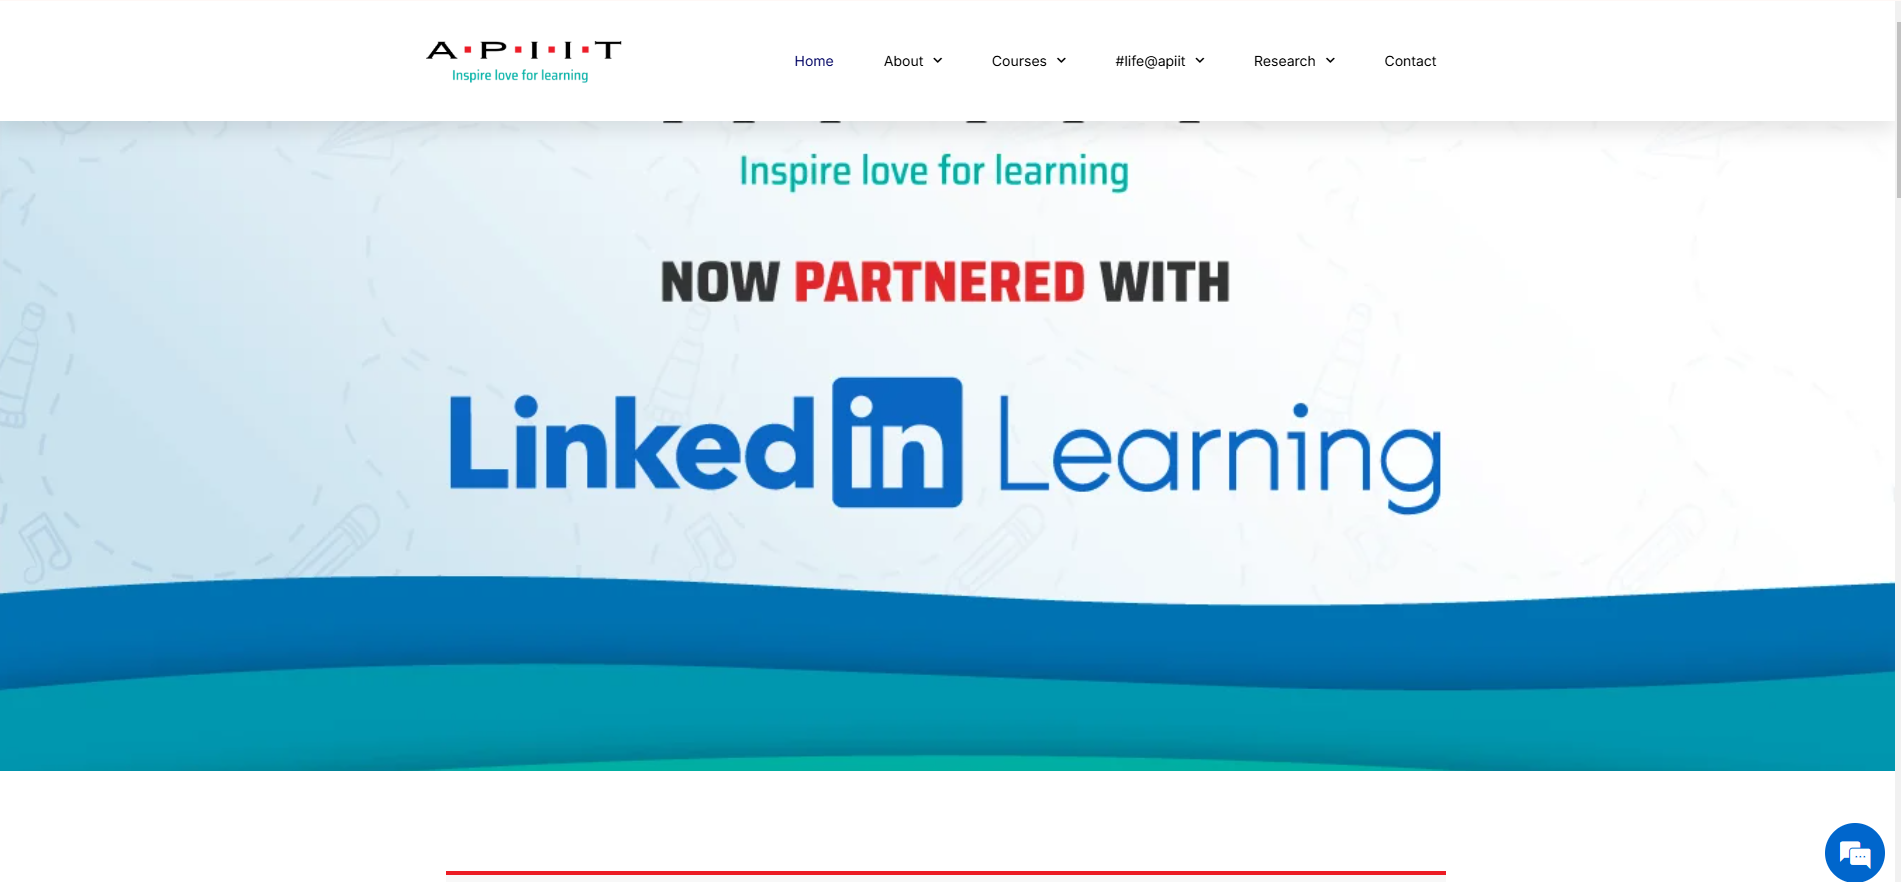 A·P·I·I·T
Inspire love for learning
Home
About
Courses
#life@apiit
Research
Contact
Inspire love for learning
NOW PARTNERED WITH
Linked in Learning